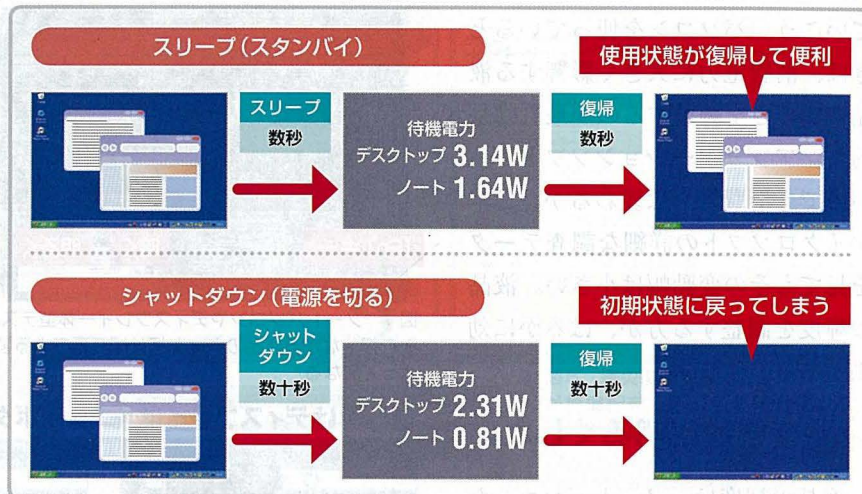 スリープ(スタンバイ)
使用状態が復帰して便利
スリープ
数秒
待機電力
デスクトップ 3.14W
ノート 1.64W
復帰
数秒
シャットダウン(電源を切る)
初期状態に戻ってしまう
シャット
ダウン
数十秒
待機電力
デスクトップ 2.31W
ノート 0.81W
復帰
数十秒